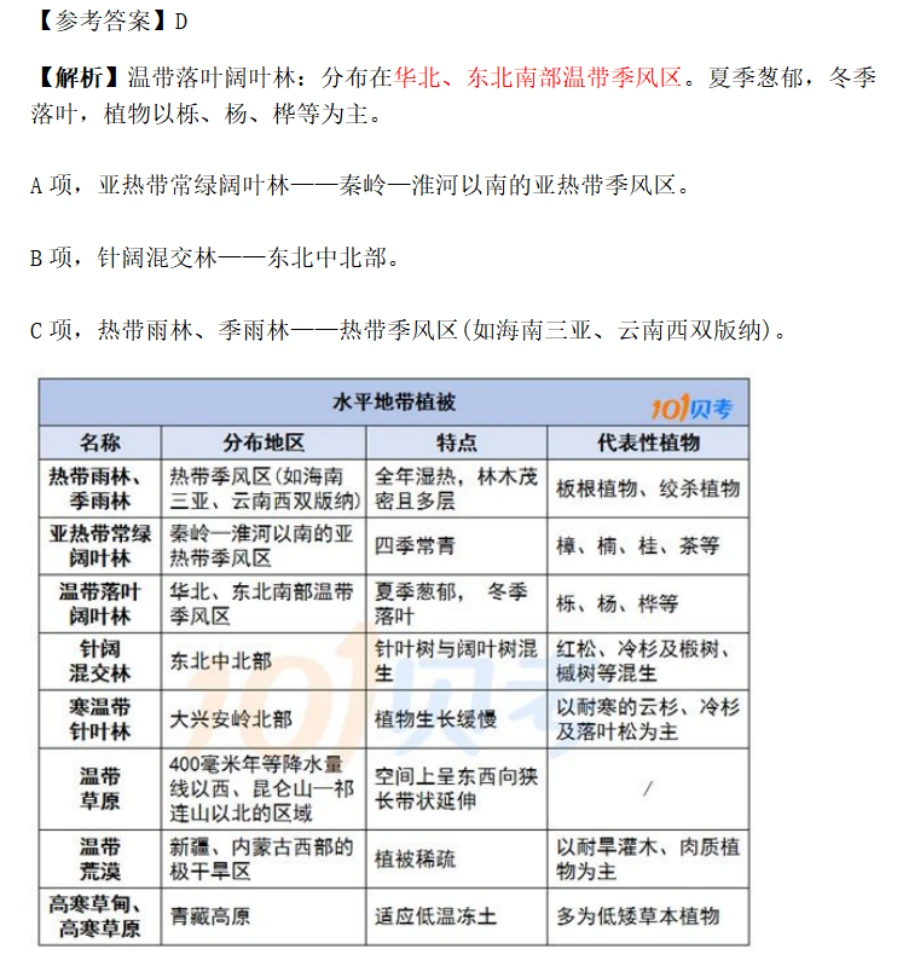 【参考答案】D
【解析】温带落叶阔叶林：分布在华北、东北南部温带季风区。夏季葱郁，冬季
落叶，植物以栎、杨、桦等为主。
A 项，亚热带常绿阔叶林——秦岭—淮河以南的亚热带季风区。
B 项，针阔混交林——东北中北部。
C 项，热带雨林、季雨林——热带季风区(如海南三亚、云南西双版纳)。
水平地带植被
101贝考
名称 分布地区 特点 代表性植物
热带雨林、 热带季风区(如海南 全年湿热，林木茂 板根植物、绞杀植物
季雨林 三亚、云南西双版纳) 密且多层
亚热带常绿 秦岭—淮河以南的亚 四季常青 樟、楠、桂、茶等
阔叶林 热带季风区
温带落叶 华北、东北南部温带 夏季葱郁， 冬季 栎、杨、桦等
阔叶林 季风区 落叶
针阔 东北中北部 针叶树与阔叶树混 红松、冷杉及椴树、
混交林 生 槭树等混生
寒温带 大兴安岭北部 植物生长缓慢 以耐寒的云杉、冷杉
针叶林 及落叶松为主
温带 400毫米年等降水量 空间上呈东西向狭 /
草原 线以西、昆仑山—祁 长带状延伸
连山以北的区域
温带 新疆、内蒙古西部的 植被稀疏 以耐旱灌木、肉质植
荒漠 极干旱区 物为主
高寒草甸、 青藏高原 适应低温冻土 多为低矮草本植物
高寒草原
101贝考